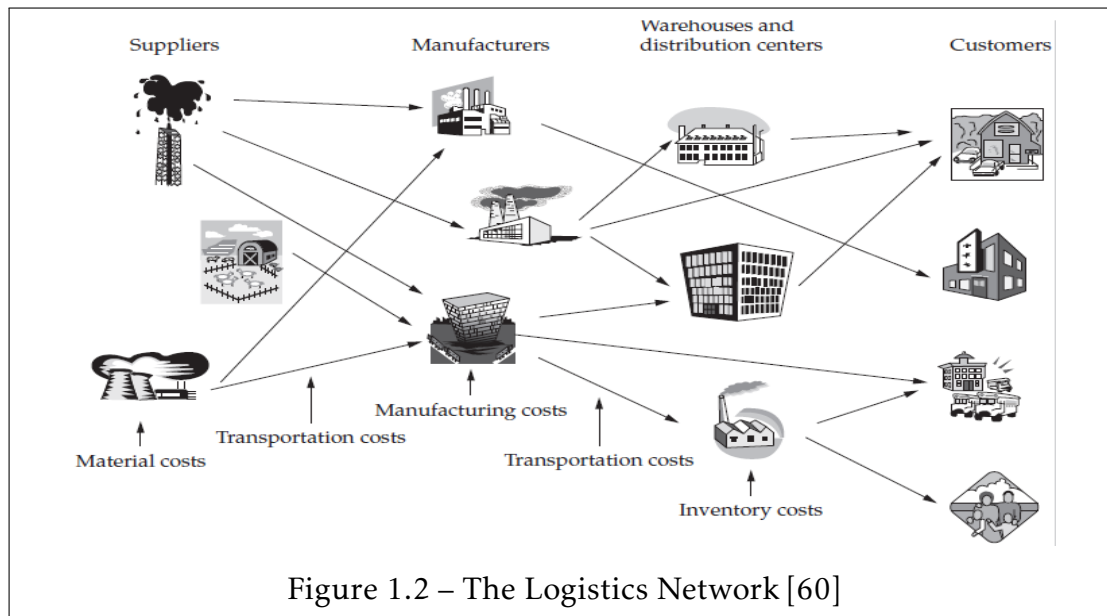 Suppliers
Manufacturers
Warehouses and
distribution centers
Customers
Material costs
Transportation costs
Manufacturing costs
Transportation costs
Inventory costs
Figure 1.2 – The Logistics Network [60]